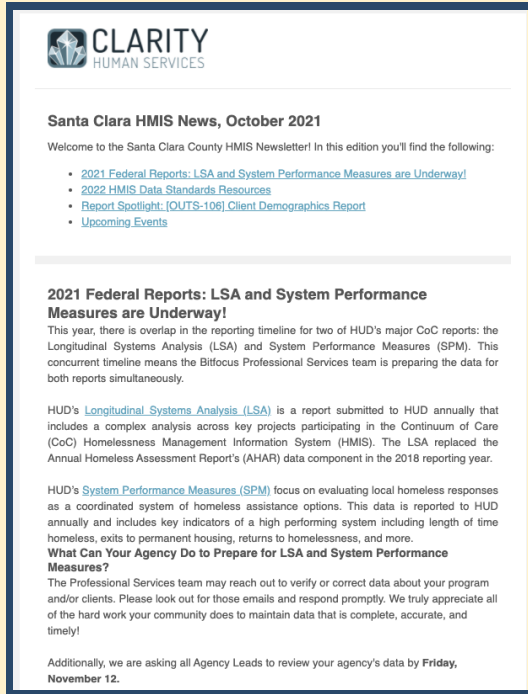 CLARITY
HUMAN SERVICES
Santa Clara HMIS News, October 2021
Welcome to the Santa Clara County HMIS Newsletter! In this edition you'll find the following:
• 2021 Federal Reports: LSA and System Performance Measures are Underway!
• 2022 HMIS Data Standards Resources
• Report Spotlight: [OUTS-106] Client Demographics Report
• Upcoming Events
2021 Federal Reports: LSA and System Performance
Measures are Underway!
This year, there is overlap in the reporting timeline for two of HUD's major CoC reports: the
Longitudinal Systems Analysis (LSA) and System Performance Measures (SPM). This
concurrent timeline means the Bitfocus Professional Services team is preparing the data for
both reports simultaneously.
HUD's Longitudinal Systems Analysis (LSA) is a report submitted to HUD annually that
includes a complex analysis across key projects participating in the Continuum of Care
(CoC) Homelessness Management Information System (HMIS). The LSA replaced the
Annual Homeless Assessment Report's (AHAR) data component in the 2018 reporting year.
HUD's System Performance Measures (SPM) focus on evaluating local homeless responses
as a coordinated system of homeless assistance options. This data is reported to HUD
annually and includes key indicators of a high performing system including length of time
homeless, exits to permanent housing, returns to homelessness, and more.
What Can Your Agency Do to Prepare for LSA and System Performance
Measures?
The Professional Services team may reach out to verify or correct data about your program
and/or clients. Please look out for those emails and respond promptly. We truly appreciate all
of the hard work your community does to maintain data that is complete, accurate, and
timely!
Additionally, we are asking all Agency Leads to review your agency's data by Friday,
November 12.